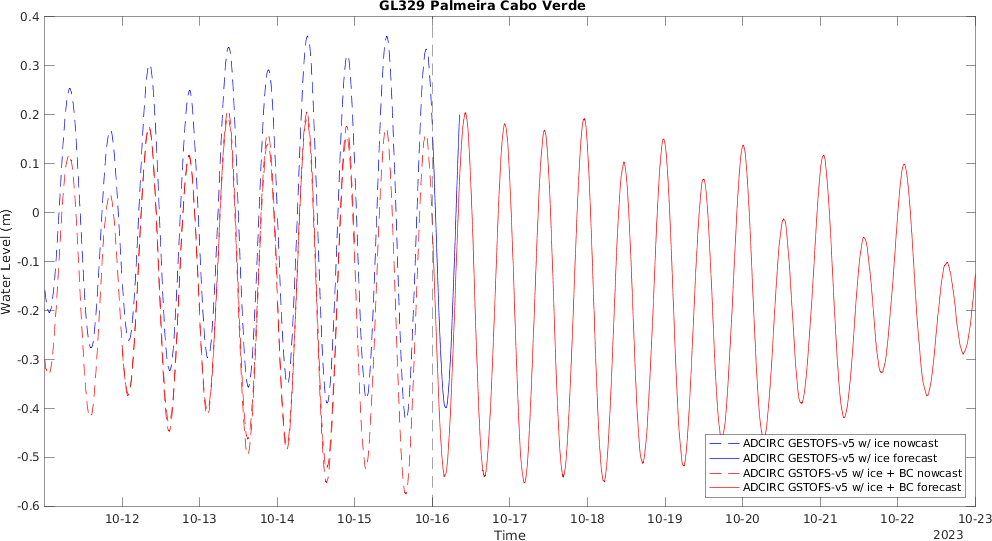 GL329 Palmeira Cabo Verde
0.4
0.3
0.2
0.1
0
-0.1
-0.2
-0.3
-0.4
-0.5
-0.6
Water Level (m)
ADCIRC GESTOFS-v5 w/ ice nowcast
ADCIRC GESTOFS-v5 w/ ice forecast
ADCIRC GSTOFS-v5 w/ ice + BC nowcast
ADCIRC GSTOFS-v5 w/ ice + BC forecast
10-12 10-13 10-14 10-15 10-16 10-17 10-18 10-19 10-20 10-21 10-22 10-23
Time
2023